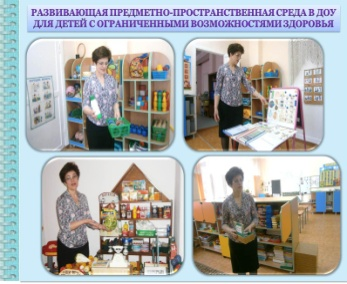 РАЗВИВАЮЩАЯ ПРЕДМЕТНО-ПРОСТРАНСТВЕННАЯ СРЕДА В ДОУ
ДЛЯ ДЕТЕЙ С ОГРАНИЧЕННЫМИ ВОЗМОЖНОСТЯМИ ЗДОРОВЬЯ